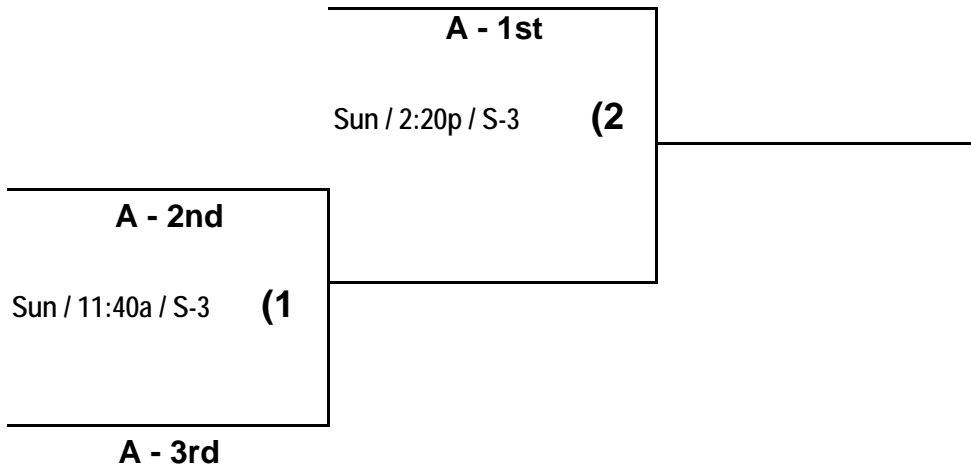 A - 1st
Sun / 2:20p / S-3 (2
A - 2nd
Sun / 11:40a / S-3 (1
A - 3rd